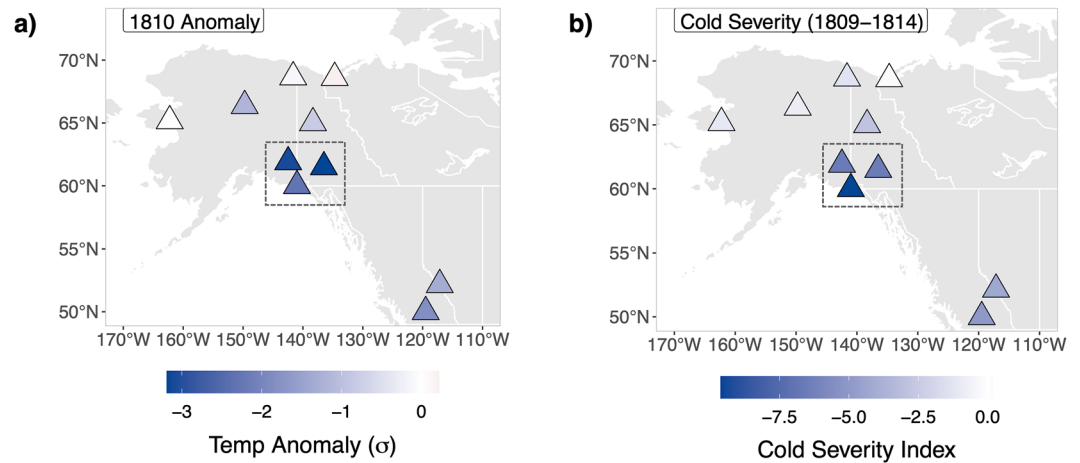 a)
1810 Anomaly
70°N
65°N
60°N
55°N
50°N
170°W 160°W 150°W 140°W 130°W 120°W 110°W
−3 −2 −1 0
Temp Anomaly (σ)
b)
Cold Severity (1809−1814)
70°N
65°N
60°N
55°N
50°N
170°W 160°W 150°W 140°W 130°W 120°W 110°W
−7.5 −5.0 −2.5 0.0
Cold Severity Index